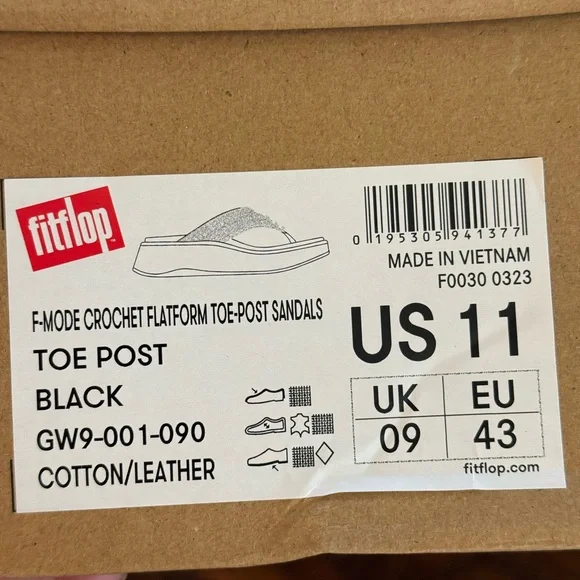 fitflop™
0 195305 941377
MADE IN VIETNAM
F0030 0323
F-MODE CROCHET FLATFORM TOE-POST SANDALS
TOE POST
BLACK
GW9-001-090
COTTON/LEATHER
US 11
UK EU
09 43
fitflop.com